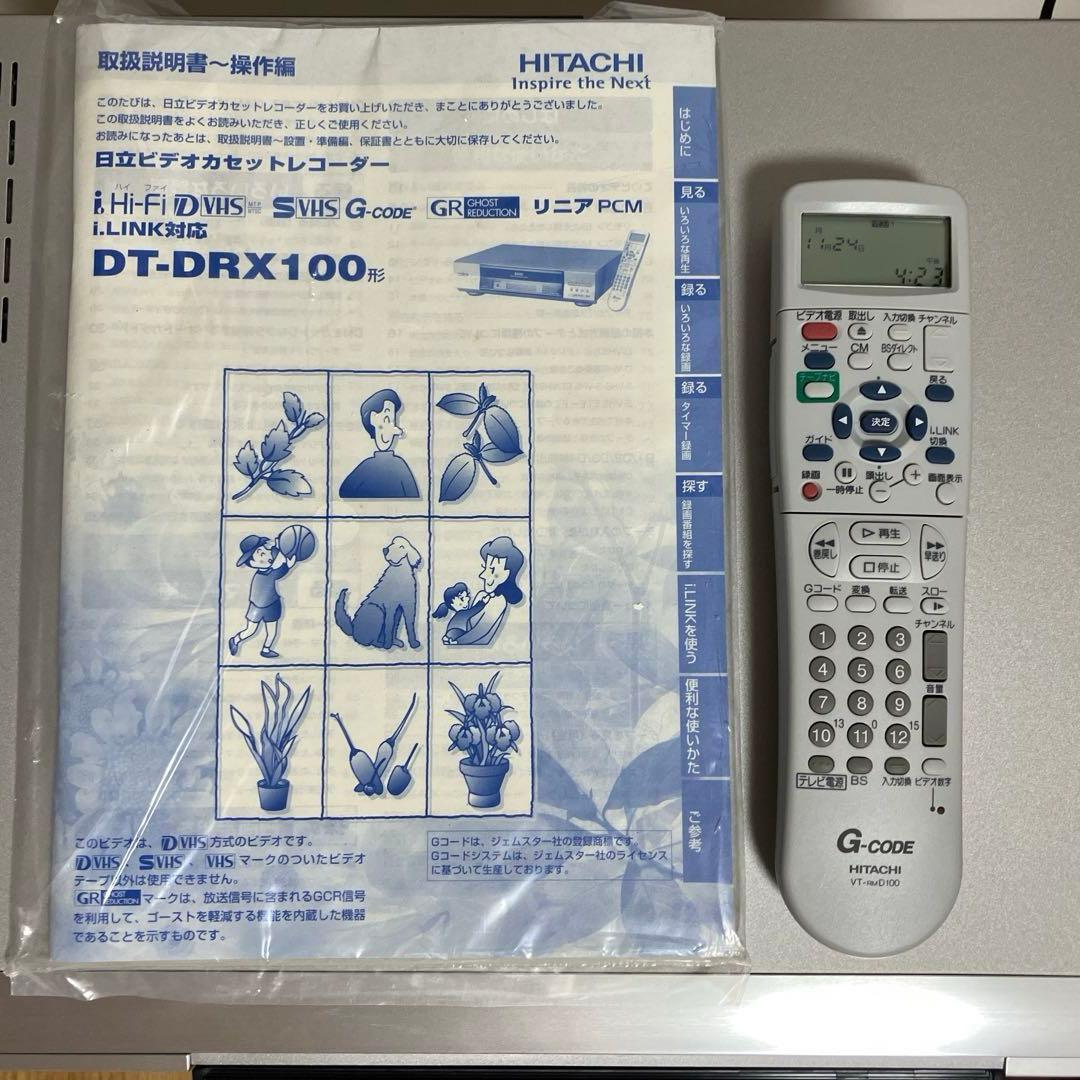 取扱説明書～操作編
HITACHI
Inspire the Next
このたびは、日立ビデオカセットレコーダーをお買い上げいただき、まことにありがとうございました。
この取扱説明書をよくお読みいただき、正しくご使用ください。
お読みになったあとは、取扱説明書～設置・準備編、保証書とともに大切に保存してください。
日立ビデオカセットレコーダー
ハイ ファイ
i Hi-Fi D VHS MTP NTSC S VHS G-CODE® GR GHOST REDUCTION リニア PCM
i.LINK対応
DT-DRX100形
はじめに
見る
いろいろな再生
録る
いろいろな録画
録る
タイマー録画
探す
録画番組を探す
i.LINKを使う
便利な使いかた
ご参考
このビデオは、D VHS 方式のビデオです。
D VHS、S VHS、VHS マークのついたビデオ
テープ以外は使用できません。
GR GHOST REDUCTION マークは、放送信号に含まれるGCR信号
を利用して、ゴーストを軽減する機能を内蔵した機器
であることを示すものです。
Gコードは、ジェムスター社の登録商標です。
Gコードシステムは、ジェムスター社のライセンス
に基づいて生産しております。
月
11月24日
午後
4:23
ビデオ電源 取出し 入力切換 チャンネル
メニュー CM BSダイレクト
テープナビ 戻る
決定
ガイド i.LINK
切換
録画 一時停止 頭出し 画面表示
巻戻し 再生 早送り
停止
Gコード 変換 転送 スロー
チャンネル
1 2 3
4 5 6
音量
7 8 9
10 13 11 0 12 15
テレビ電源 BS 入力切換 ビデオ数字
G-CODE
HITACHI
VT-RMD100